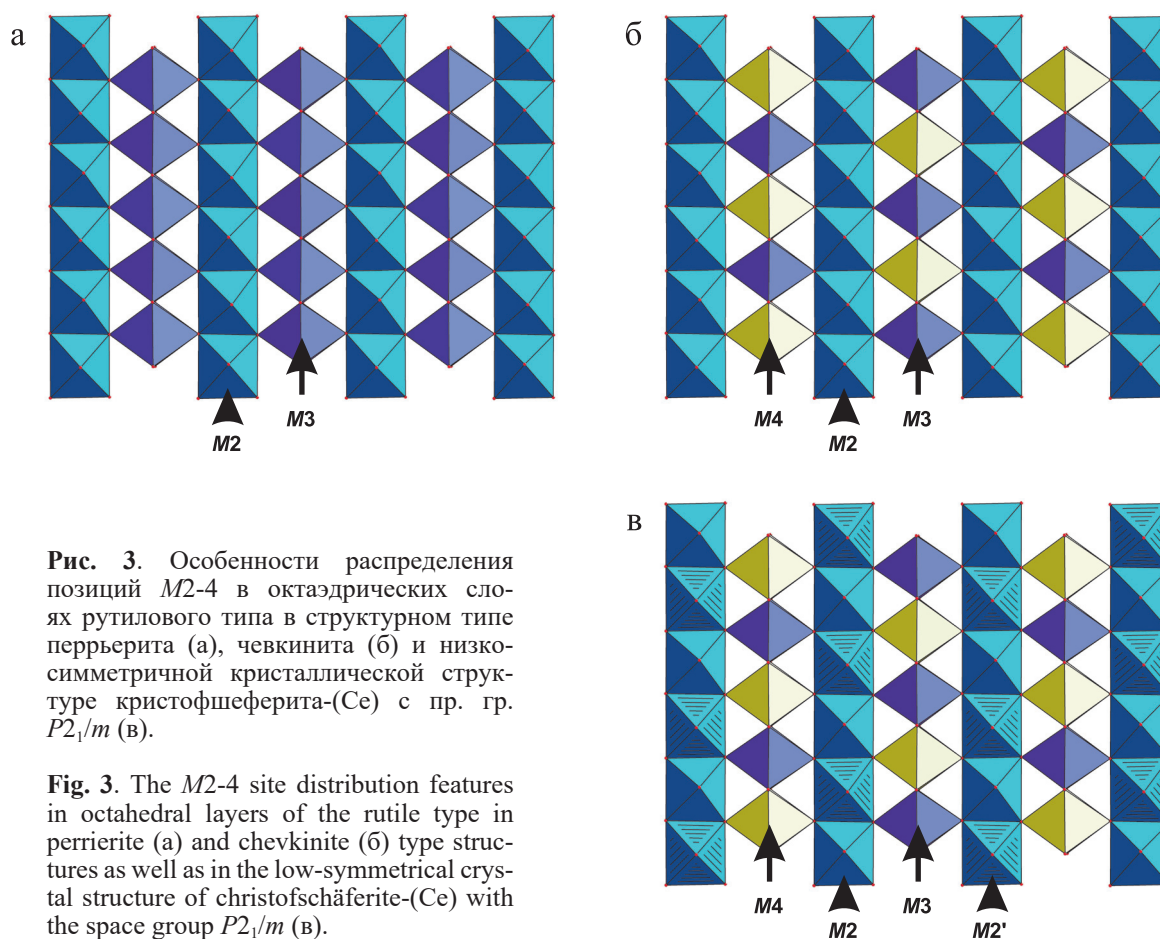 а
б
M2
M3
M4
M2
M3
в
Рис. 3. Особенности распределения
позиций M2-4 в октаэдрических сло-
ях рутилового типа в структурном типе
перрьерита (а), чевкинита (б) и низко-
симметричной кристаллической струк-
туре кристофшеферита-(Ce) с пр. гр.
P2₁/m (в).
Fig. 3. The M2-4 site distribution features
in octahedral layers of the rutile type in
perrierite (a) and chevkinite (б) type struc-
tures as well as in the low-symmetrical crys-
tal structure of christofschäferite-(Ce) with
the space group P2₁/m (в).
M4
M2
M3
M2'